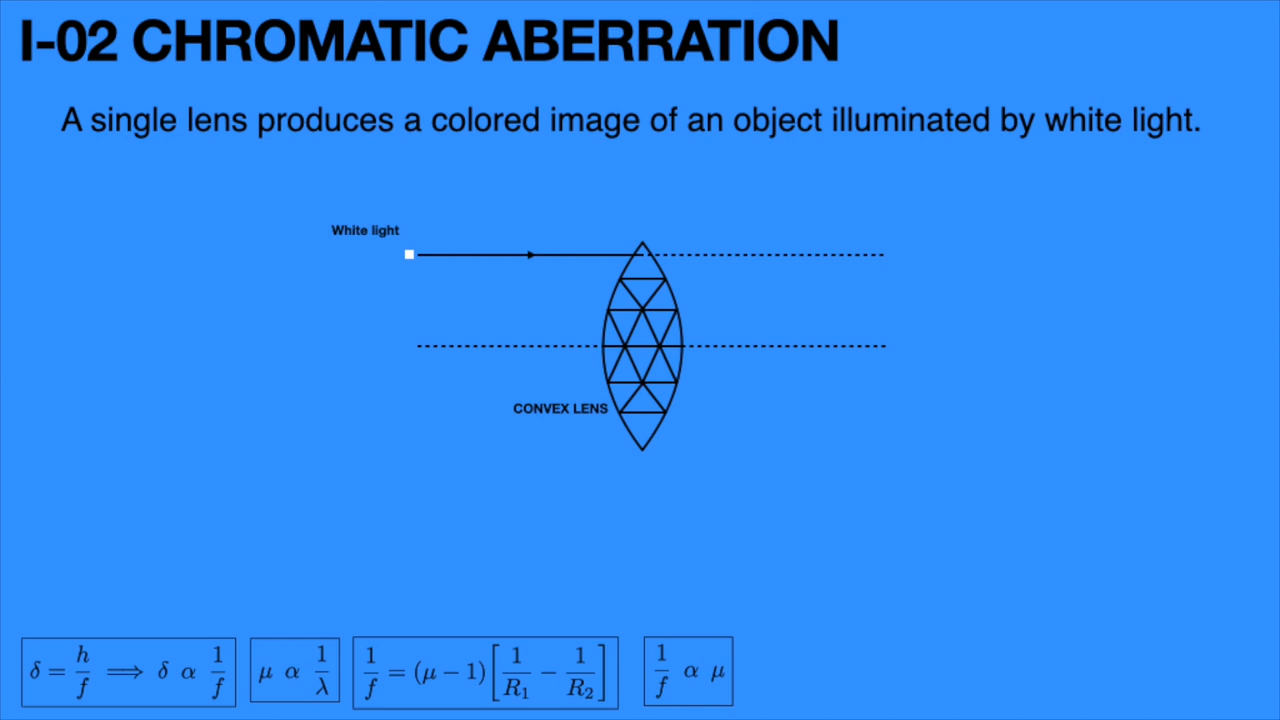 I-02 CHROMATIC ABERRATION
A single lens produces a colored image of an object illuminated by white light.
White light
CONVEX LENS
δ = h/f ⟹ δ α 1/f
μ α 1/λ
1/f = (μ − 1)[1/R₁ − 1/R₂]
1/f α μ